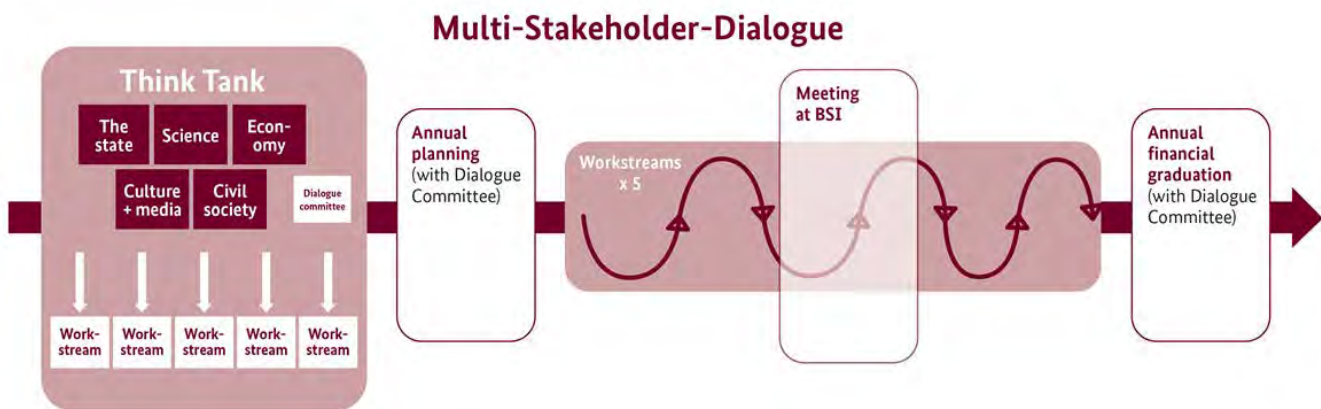 Multi-Stakeholder-Dialogue
Think Tank
The
state
Science
Econ-
omy
Culture
+ media
Civil
society
Dialogue
committee
Work-
stream
Work-
stream
Work-
stream
Work-
stream
Work-
stream
Annual
planning
(with Dialogue
Committee)
Workstreams
x 5
Meeting
at BSI
Annual
financial
graduation
(with Dialogue
Committee)